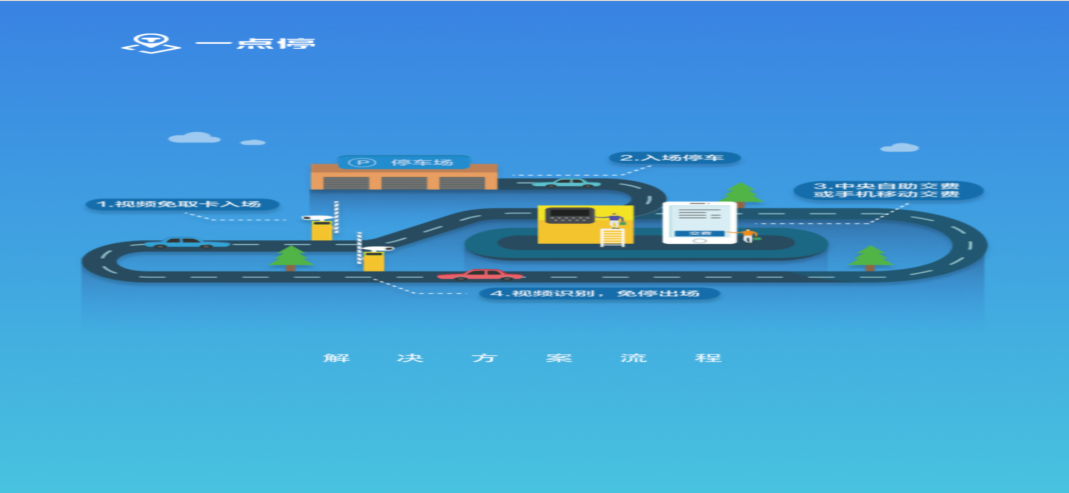 一点停
P 停车场
2.入场停车
3.中央自助交费
或手机移动交费
1.视频免取卡入场
交费
4.视频识别，免停出场
解决方案流程